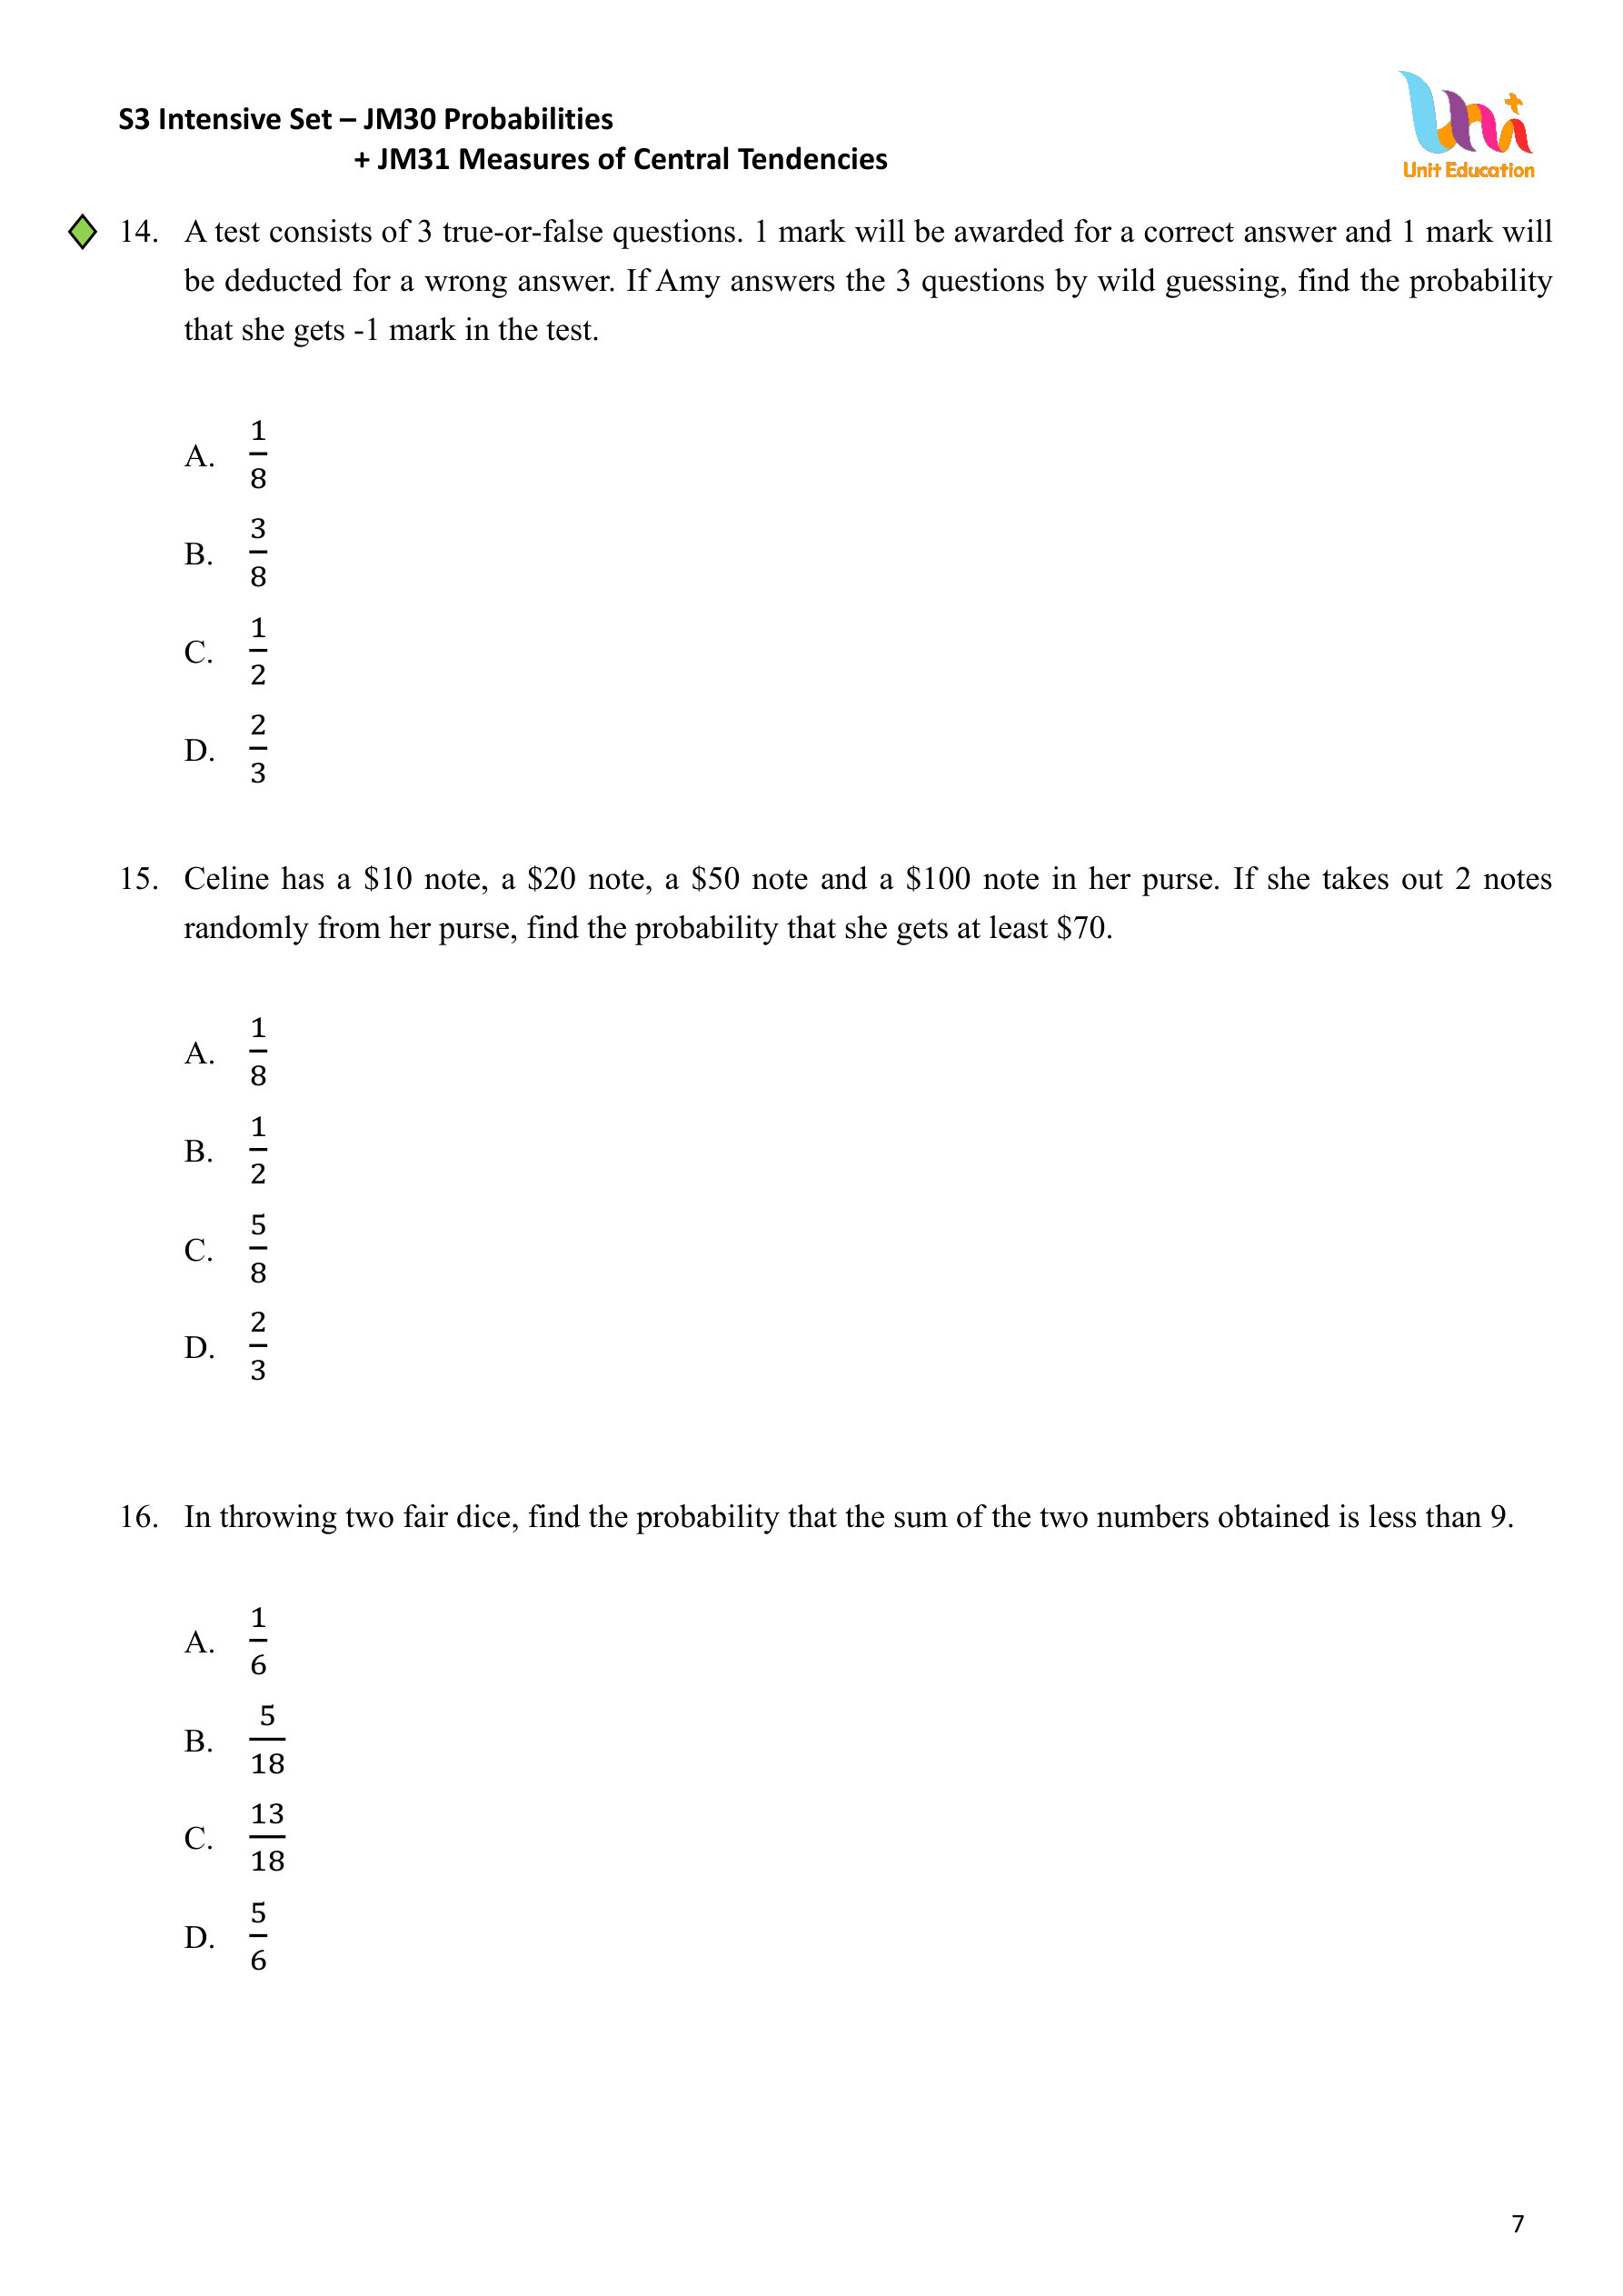 S3 Intensive Set – JM30 Probabilities
+ JM31 Measures of Central Tendencies
Unit Education
14. A test consists of 3 true-or-false questions. 1 mark will be awarded for a correct answer and 1 mark will
be deducted for a wrong answer. If Amy answers the 3 questions by wild guessing, find the probability
that she gets -1 mark in the test.
A. 1/8
B. 3/8
C. 1/2
D. 2/3
15. Celine has a $10 note, a $20 note, a $50 note and a $100 note in her purse. If she takes out 2 notes
randomly from her purse, find the probability that she gets at least $70.
A. 1/8
B. 1/2
C. 5/8
D. 2/3
16. In throwing two fair dice, find the probability that the sum of the two numbers obtained is less than 9.
A. 1/6
B. 5/18
C. 13/18
D. 5/6
7